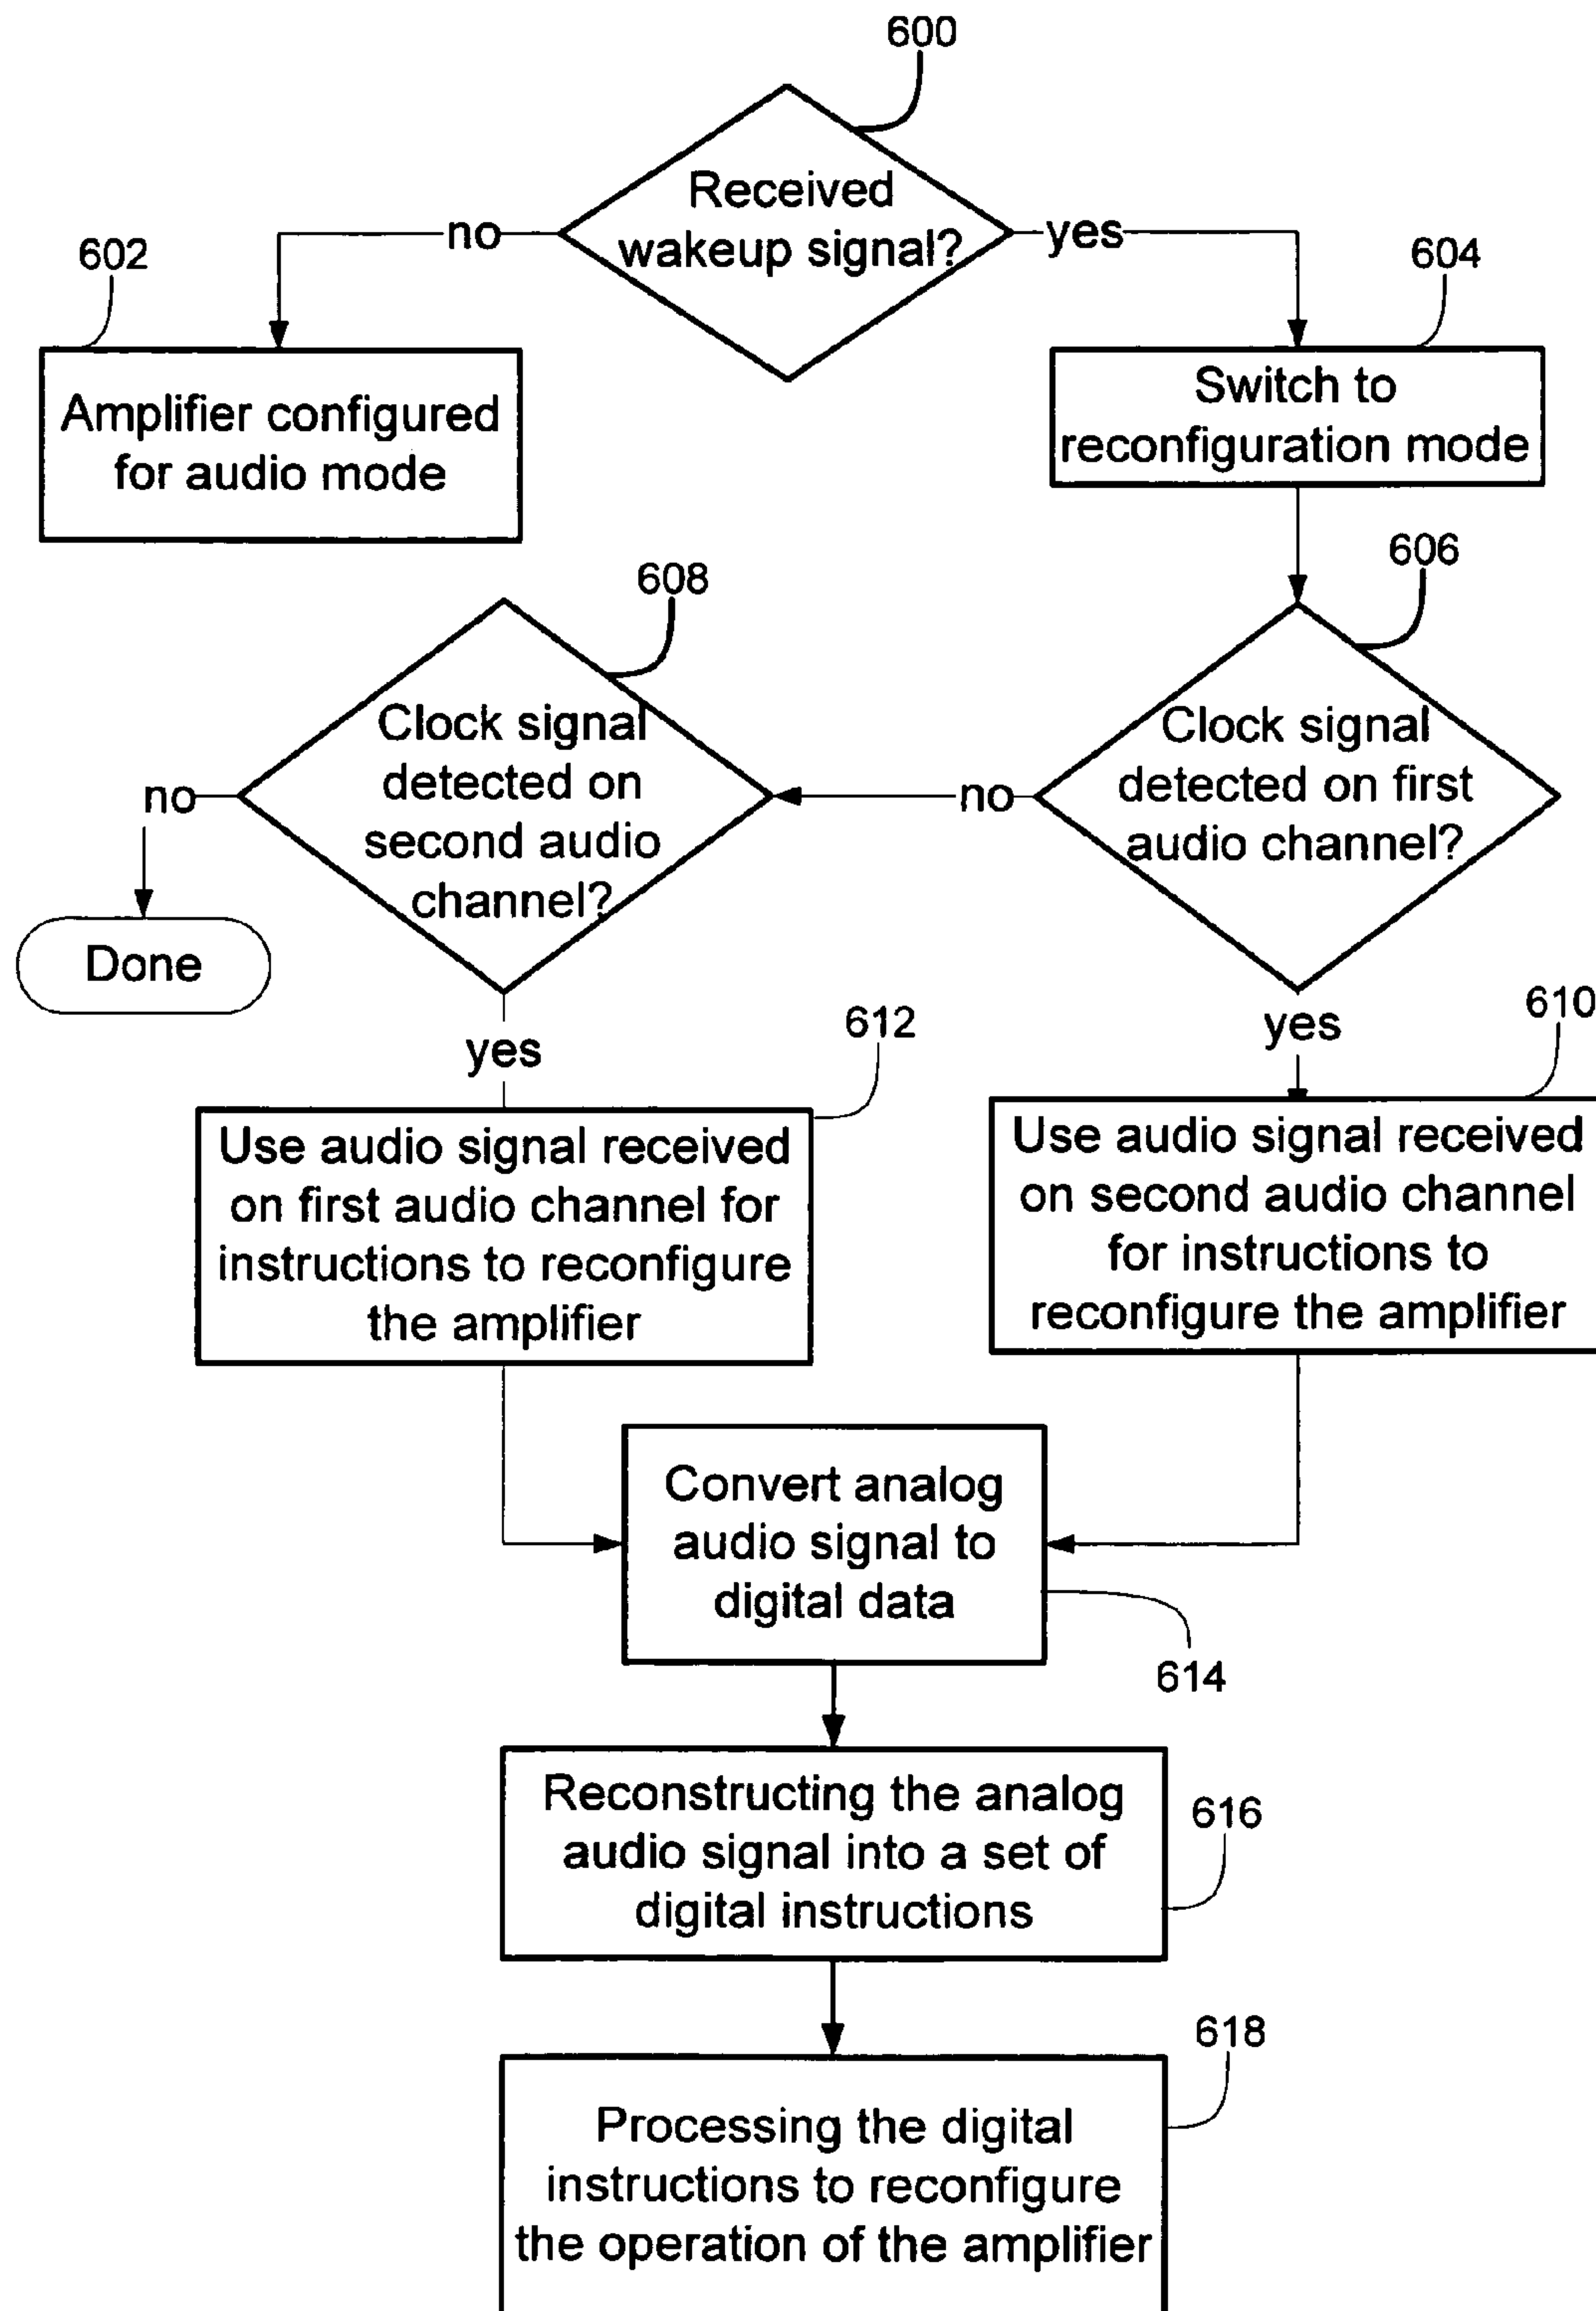 600
Received
wakeup signal?
no
yes
602
604
Amplifier configured
for audio mode
Switch to
reconfiguration mode
606
608
Clock signal
detected on first
audio channel?
no
Clock signal
detected on
second audio
channel?
no
Done
yes
612
yes
610
Use audio signal received
on first audio channel for
instructions to reconfigure
the amplifier
Use audio signal received
on second audio channel
for instructions to
reconfigure the amplifier
Convert analog
audio signal to
digital data
614
Reconstructing the analog
audio signal into a set of
digital instructions
616
618
Processing the digital
instructions to reconfigure
the operation of the amplifier